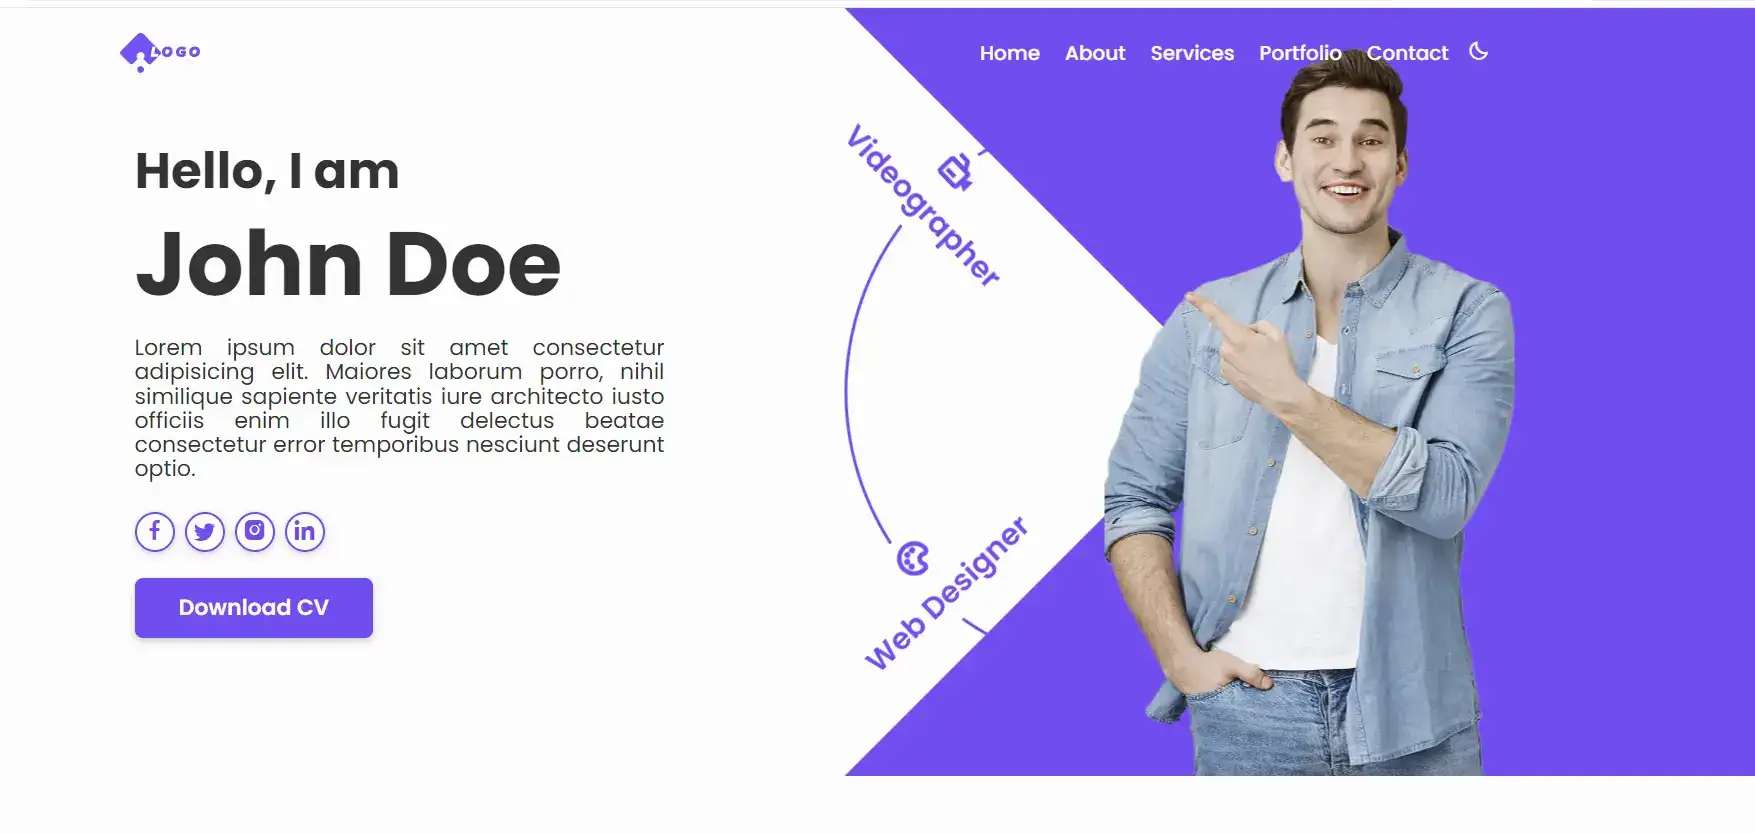 LOGO
Home About Services Portfolio Contact
Hello, I am
John Doe
Lorem ipsum dolor sit amet consectetur
adipisicing elit. Maiores laborum porro, nihil
similique sapiente veritatis iure architecto iusto
officiis enim illo fugit delectus beatae
consectetur error temporibus nesciunt deserunt
optio.
Download CV
Videographer
Web Designer